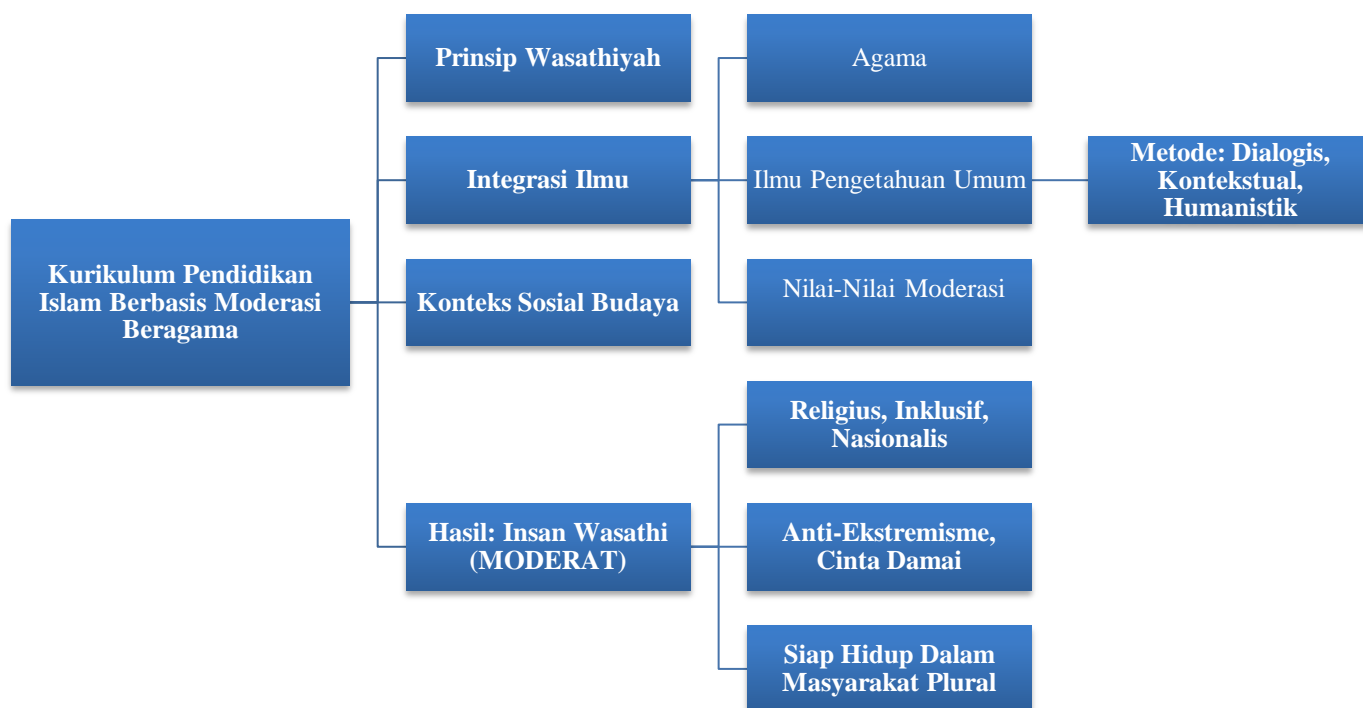 Kurikulum Pendidikan
Islam Berbasis Moderasi
Beragama
Prinsip Wasathiyah
Integrasi Ilmu
Agama
Ilmu Pengetahuan Umum
Metode: Dialogis,
Kontekstual,
Humanistik
Nilai-Nilai Moderasi
Konteks Sosial Budaya
Hasil: Insan Wasathi
(MODERAT)
Religius, Inklusif,
Nasionalis
Anti-Ekstremisme,
Cinta Damai
Siap Hidup Dalam
Masyarakat Plural